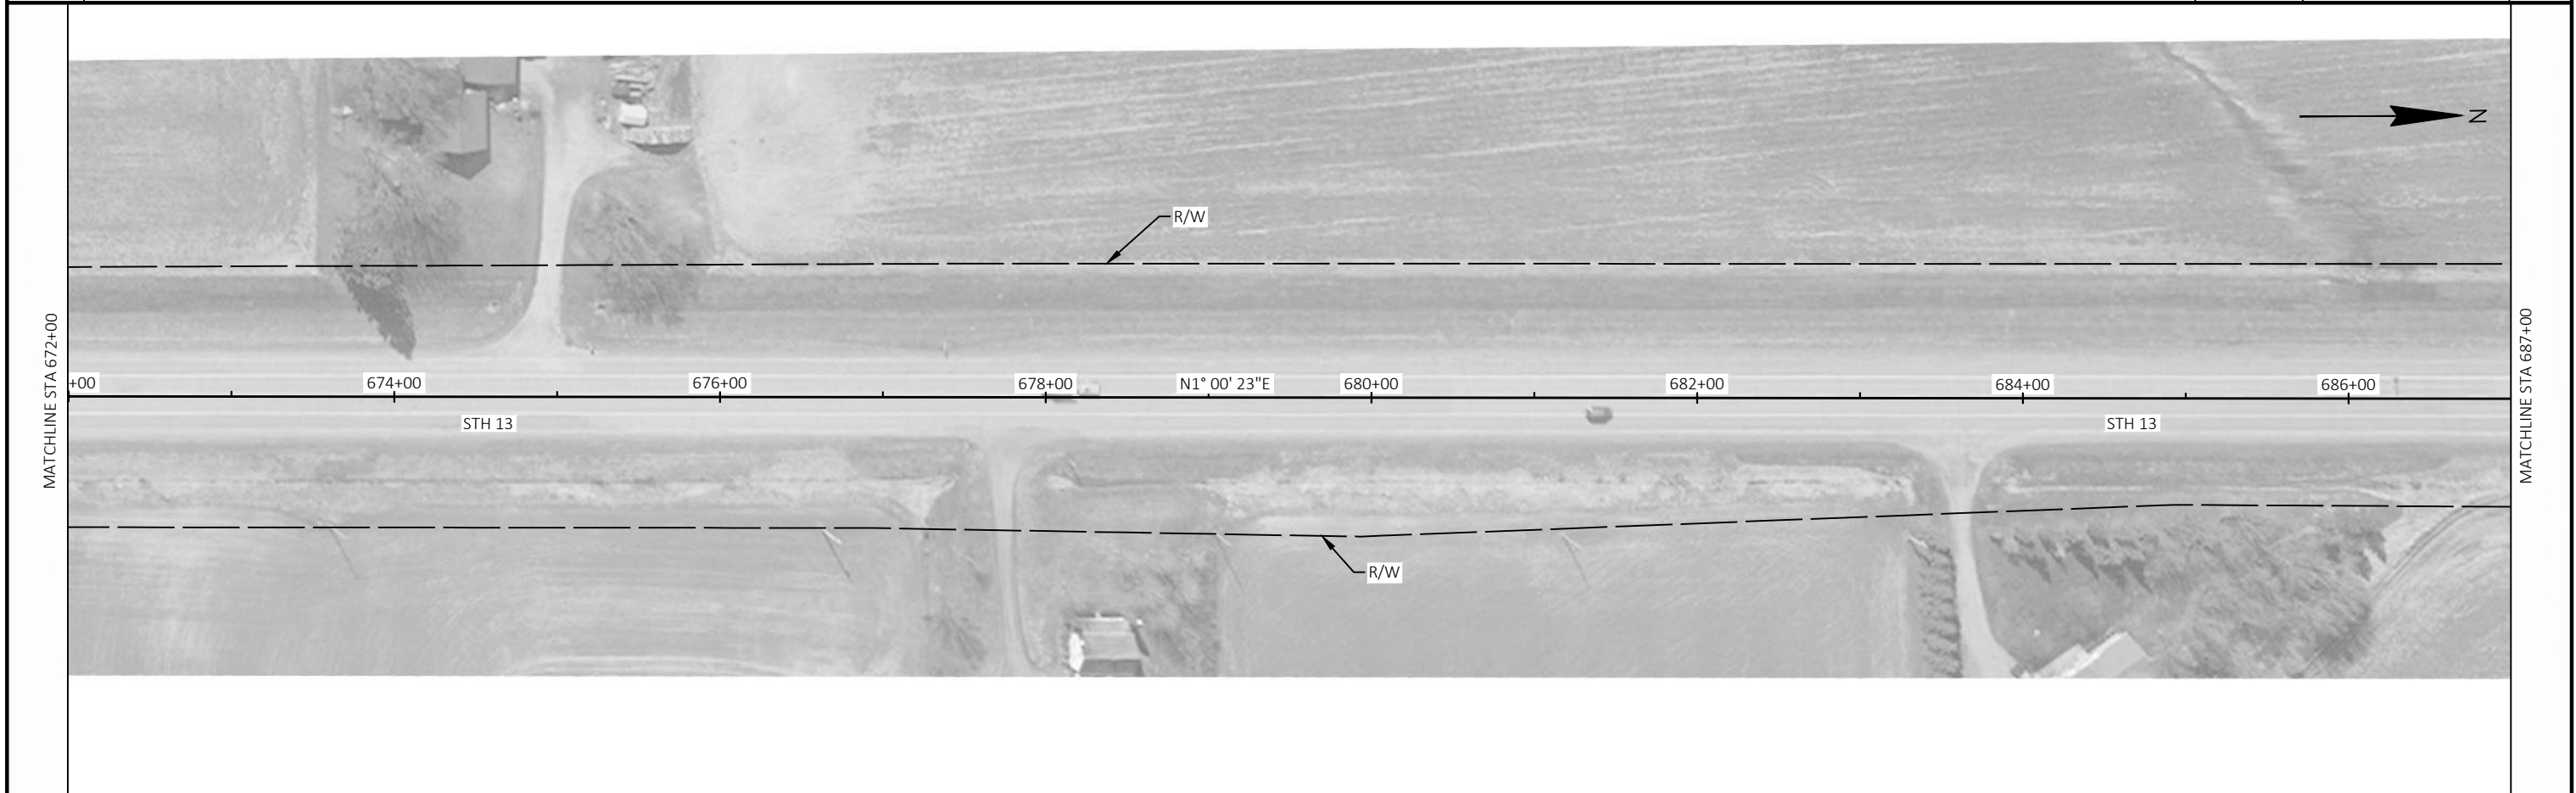 N
R/W
MATCHLINE STA 672+00
+00
674+00
676+00
678+00
N1° 00' 23"E
680+00
682+00
684+00
686+00
MATCHLINE STA 687+00
STH 13
STH 13
R/W